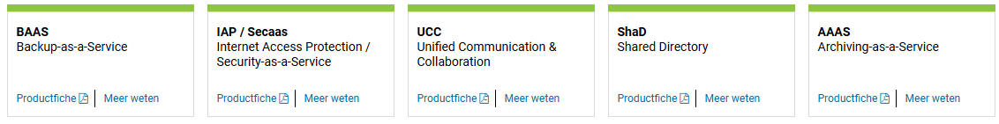 BAAS
Backup-as-a-Service
Productfiche
Meer weten
IAP / Secaas
Internet Access Protection /
Security-as-a-Service
Productfiche
Meer weten
UCC
Unified Communication &
Collaboration
Productfiche
Meer weten
ShaD
Shared Directory
Productfiche
Meer weten
AAAS
Archiving-as-a-Service
Productfiche
Meer weten